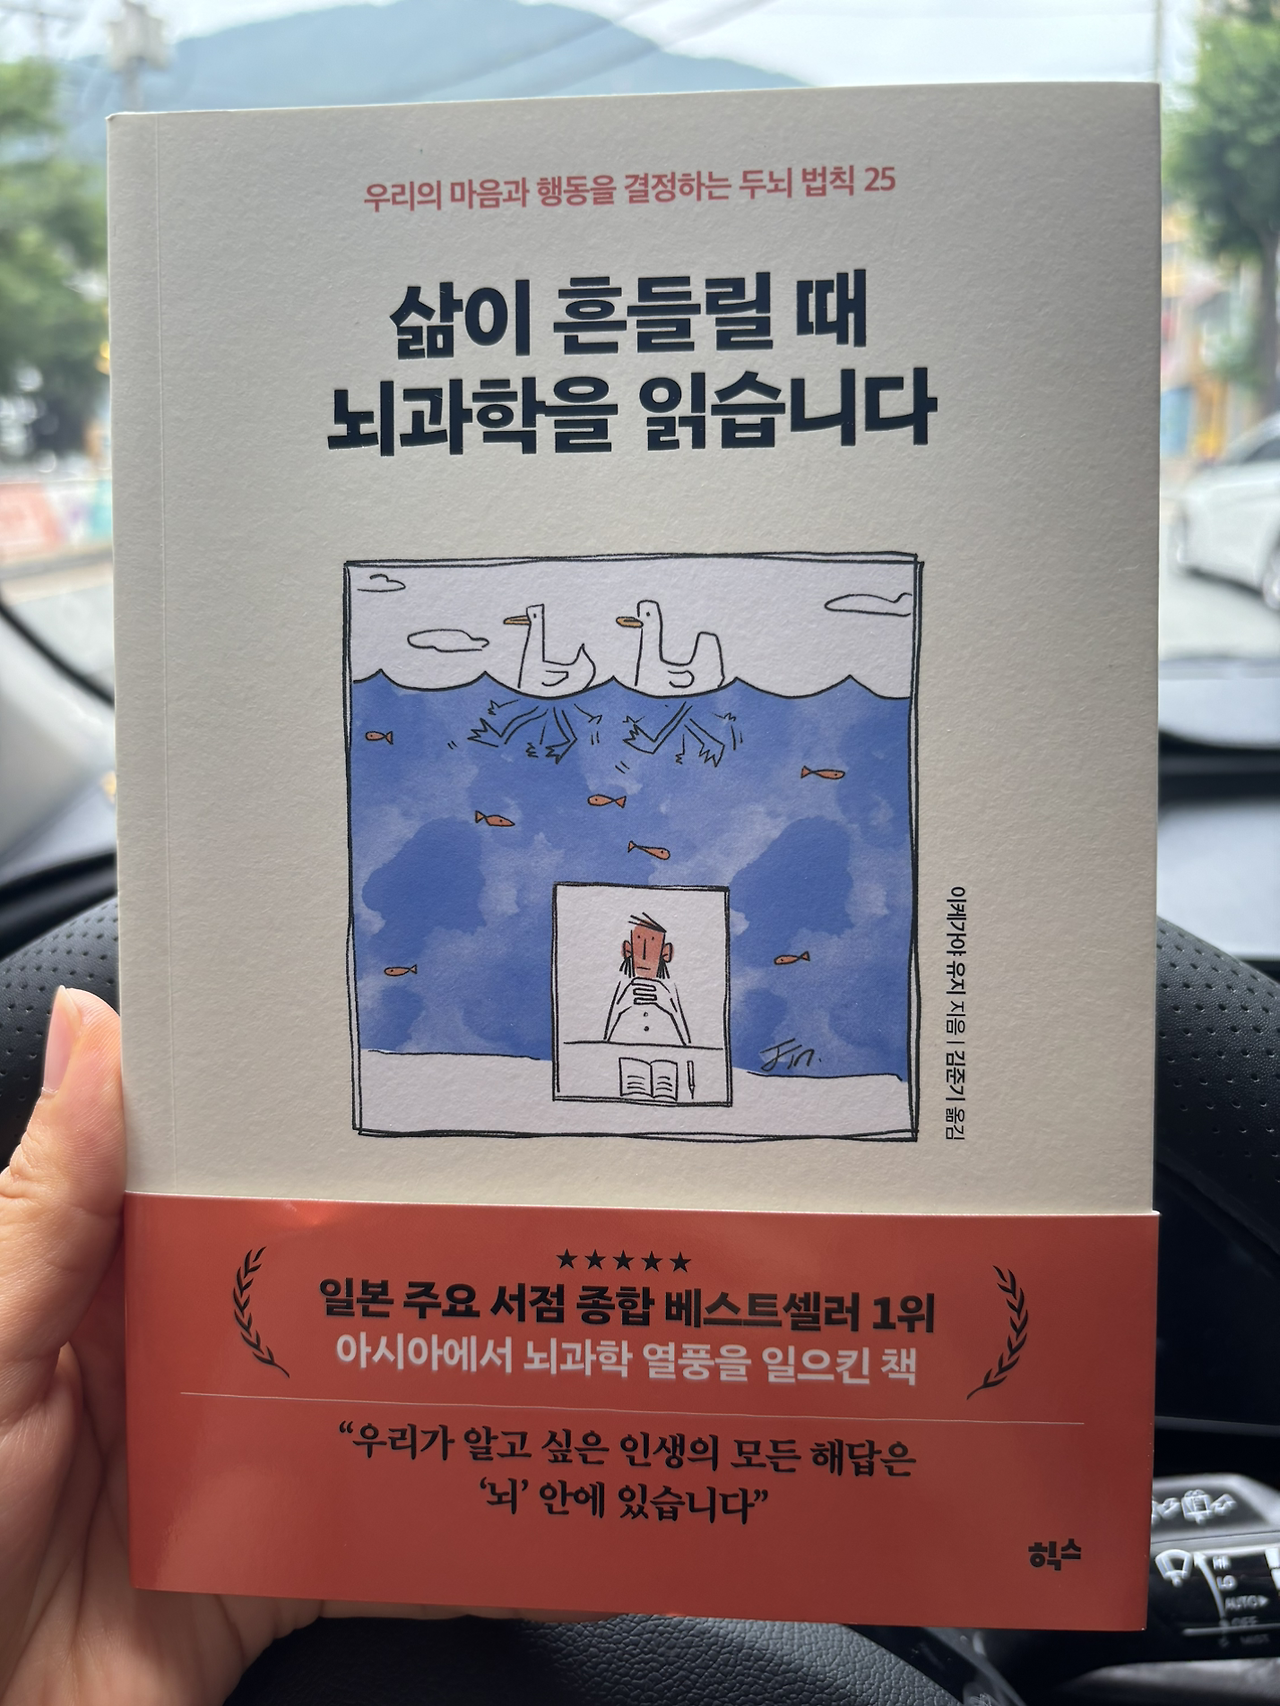 우리의 마음과 행동을 결정하는 두뇌 법칙 25
삶이 흔들릴 때
뇌과학을 읽습니다
Jin.
이케가야 유지 지음 | 김준기 옮김
★★★★★
일본 주요 서점 종합 베스트셀러 1위
아시아에서 뇌과학 열풍을 일으킨 책
“우리가 알고 싶은 인생의 모든 해답은
‘뇌’ 안에 있습니다”
힉스
LO
AUTO
OFF
MIST